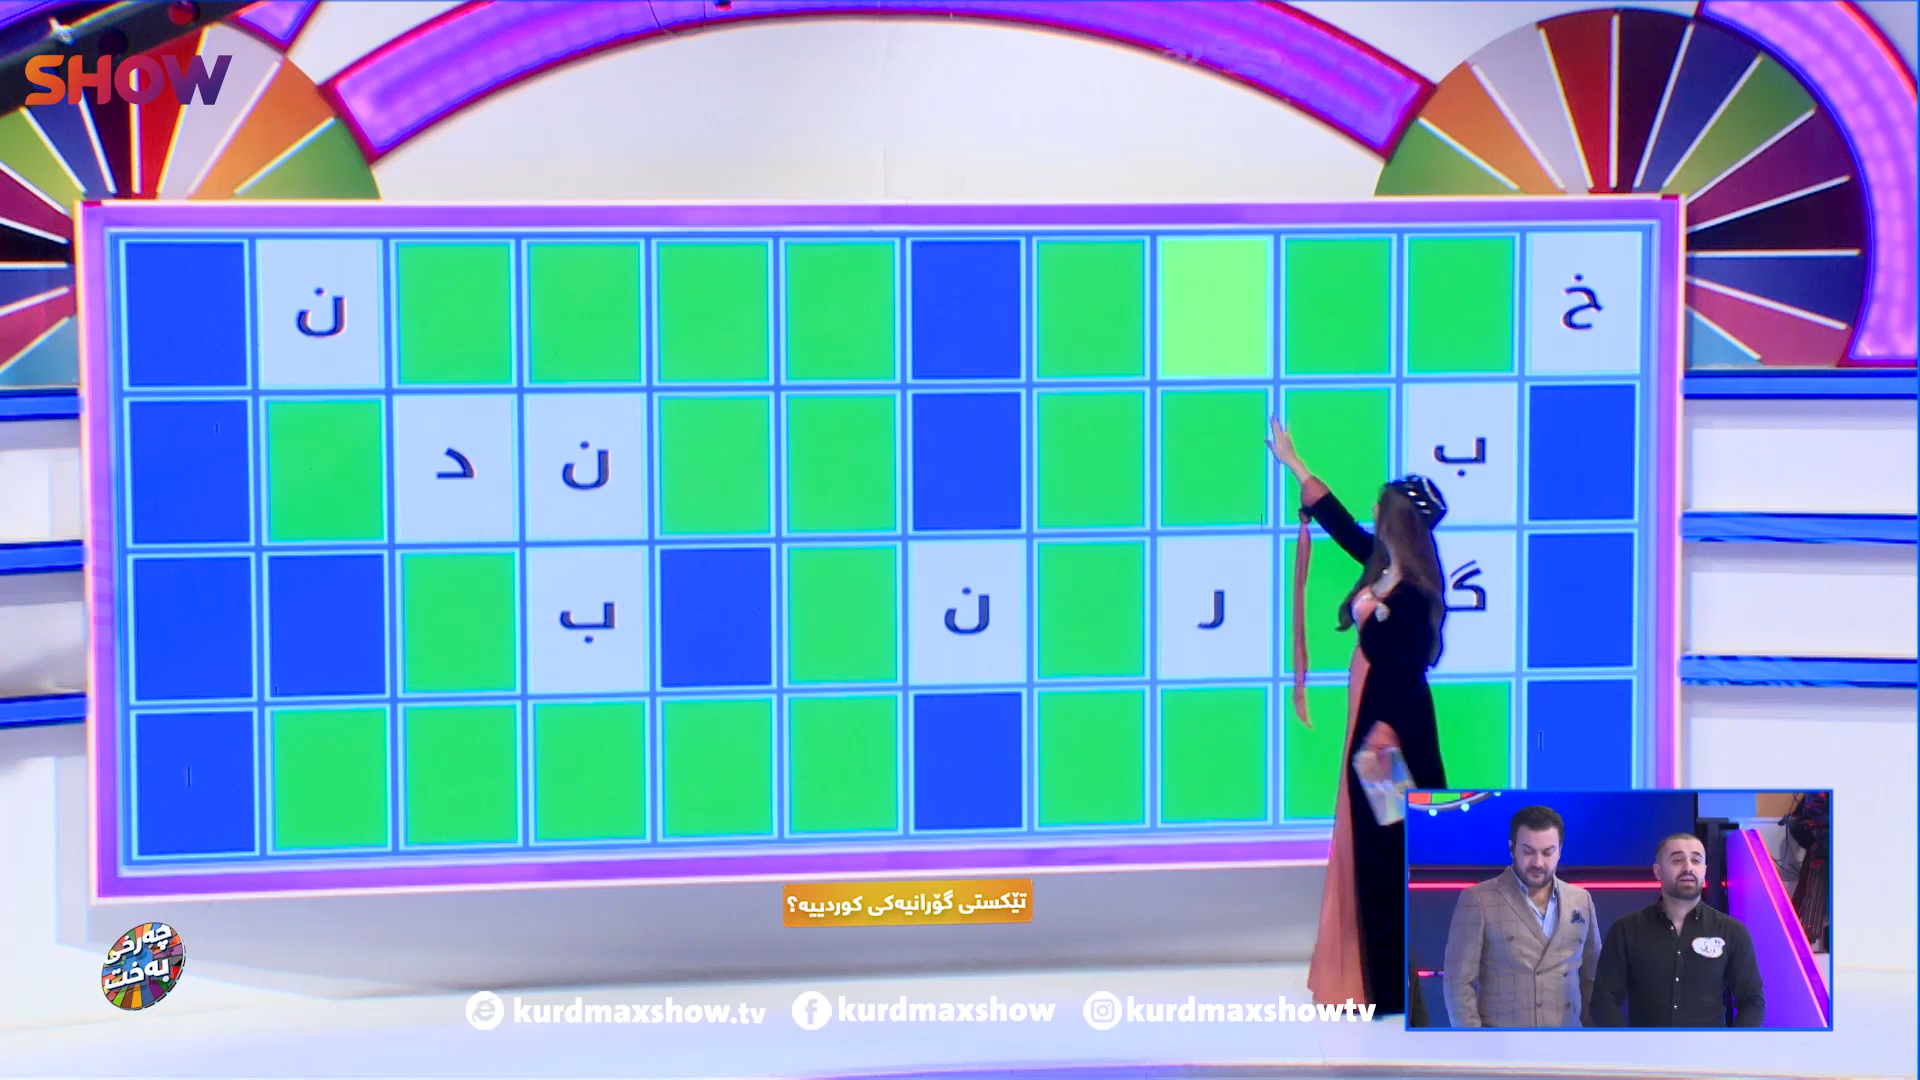 SHOW
خ ن
ب ن د
گ ر ن ب
تێکستی گۆرانیەکی کوردییە؟
چەرخی
بەخت
kurdmaxshow.tv kurdmaxshow kurdmaxshowtv